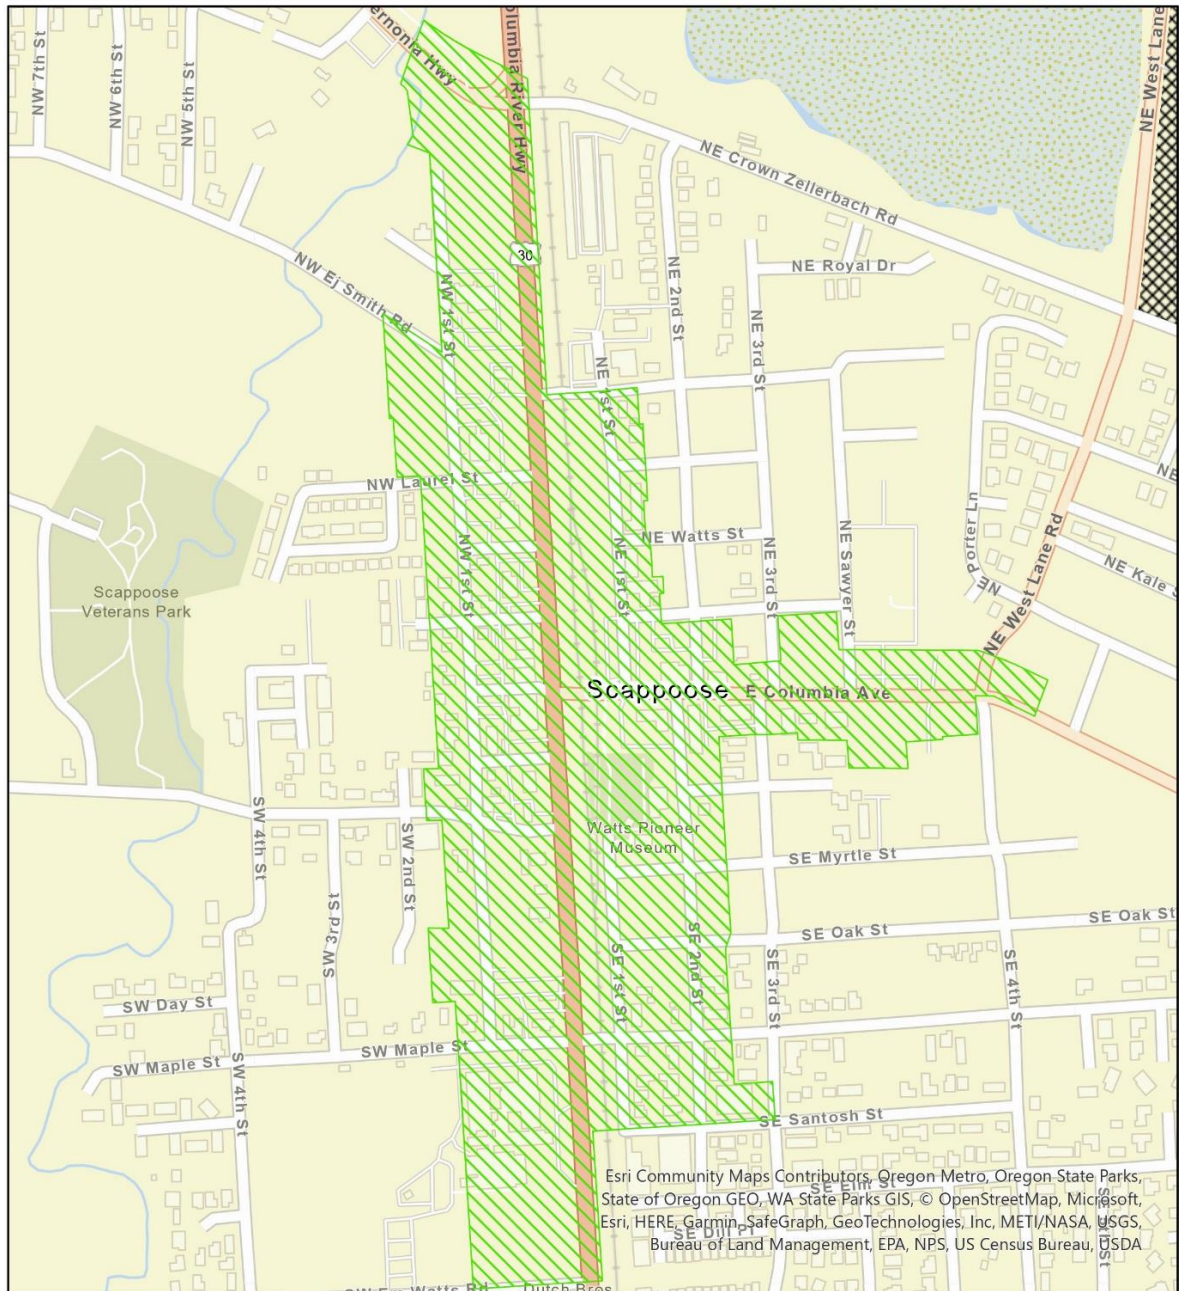 NW 7th St
NW 6th St
NW 5th St
Columbia River Hwy
NE West Lane
NE Crown Zellerbach Rd
30
NE Royal Dr
NW Ej Smith Rd
NW 1st St
NE 2nd St
NE 3rd St
NE 1st St
NW Laurel St
NE Watts St
NW 1st St
NE 1st St
NE 3rd St
NE Sawyer St
NE Porter Ln
NE West Lane Rd
NE
NE Kale
Scappoose
Veterans Park
Scappoose
E Columbia Ave
Watts Pioneer
Museum
SW 4th St
SW 2nd St
SW 3rd St
SE Myrtle St
SE Oak St
SE Oak St
SE 1st St
SE 2nd St
SE 3rd St
SE 4th St
SW Day St
SW Maple St
SW Maple St
SW 4th St
SE Santosh St
SE Elm St
SE Dill Pl
Esri Community Maps Contributors, Oregon Metro, Oregon State Parks,
State of Oregon GEO, WA State Parks GIS, © OpenStreetMap, Microsoft,
Esri, HERE, Garmin, SafeGraph, GeoTechnologies, Inc, METI/NASA, USGS,
Bureau of Land Management, EPA, NPS, US Census Bureau, USDA
Dutch Bros